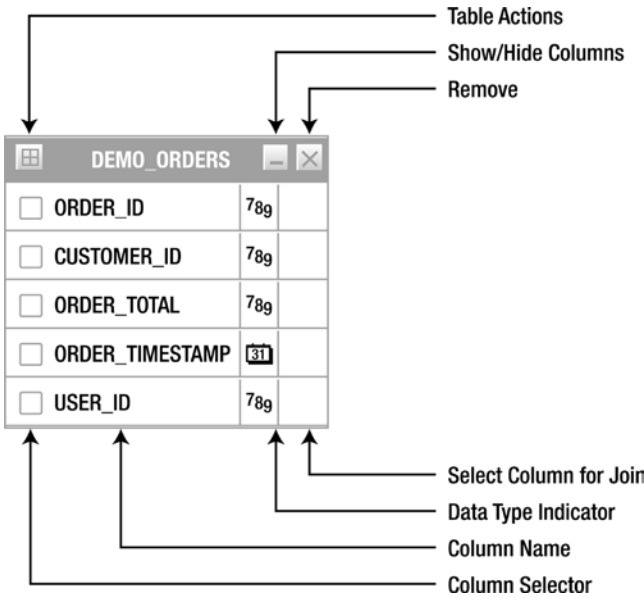 Table Actions
Show/Hide Columns
Remove
DEMO_ORDERS
ORDER_ID 789
CUSTOMER_ID 789
ORDER_TOTAL 789
ORDER_TIMESTAMP 31
USER_ID 789
Select Column for Join
Data Type Indicator
Column Name
Column Selector